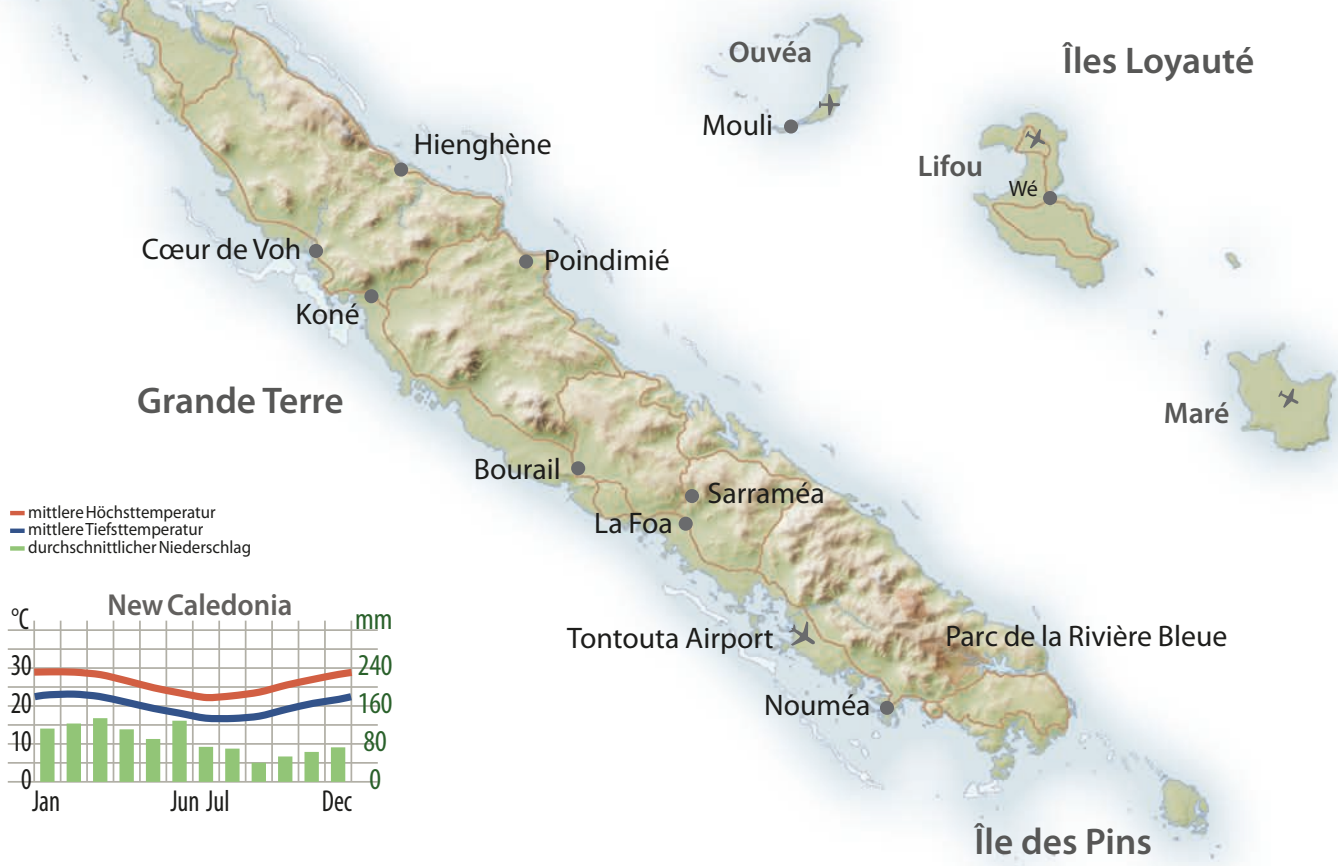 Ouvéa
Îles Loyauté
Mouli
Hienghène
Lifou
Wé
Cœur de Voh
Poindimié
Koné
Grande Terre
Maré
Bourail
Sarraméa
La Foa
mittlere Höchsttemperatur
mittlere Tiefsttemperatur
durchschnittlicher Niederschlag
New Caledonia
°C
mm
30
240
20
160
10
80
0
0
Jan
Jun
Jul
Dec
Tontouta Airport
Parc de la Rivière Bleue
Nouméa
Île des Pins